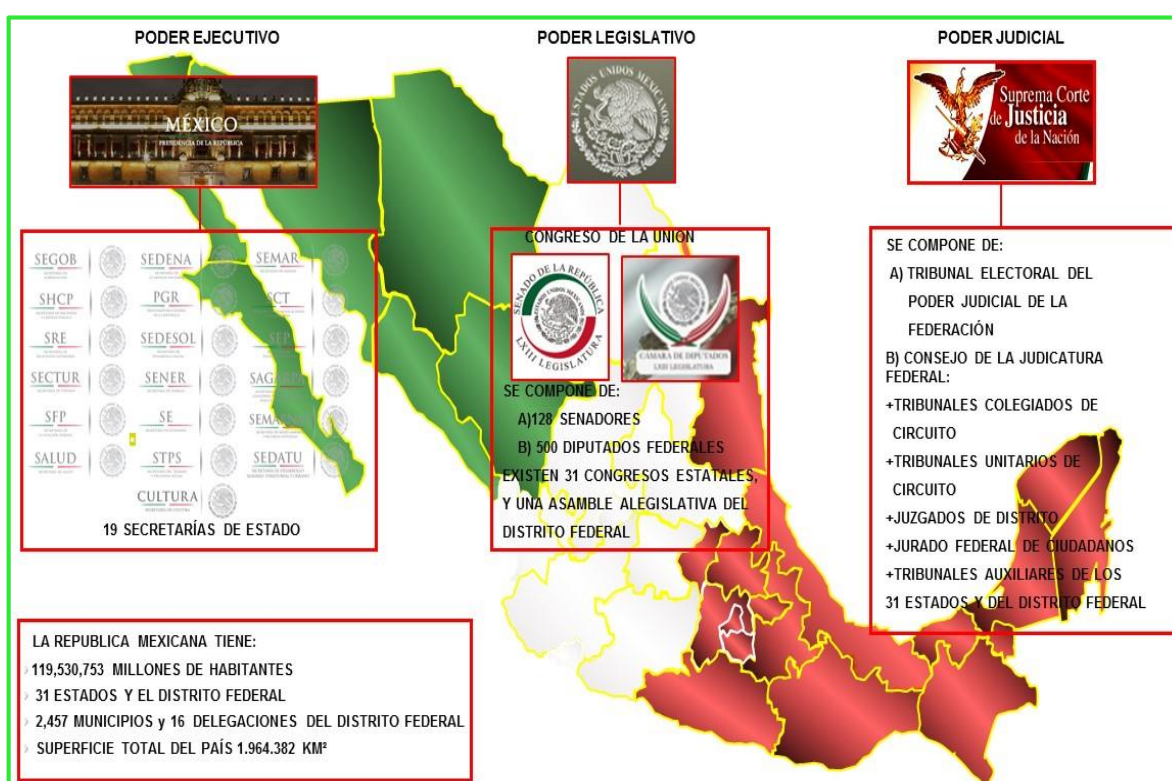 PODER EJECUTIVO
MÉXICO
PRESIDENCIA DE LA REPÚBLICA
SEGOB SEDENA SEMAR
SHCP PGR SCT
SRE SEDESOL SEP
SECTUR SENER SAGARPA
SFP SE SEMARNAT
SALUD STPS SEDATU
CULTURA
19 SECRETARÍAS DE ESTADO
PODER LEGISLATIVO
ESTADOS UNIDOS MEXICANOS
CONGRESO DE LA UNION
SENADO DE LA REPÚBLICA
ESTADOS UNIDOS MEXICANOS
LXIII LEGISLATURA
CÁMARA DE DIPUTADOS
LXIII LEGISLATURA
SE COMPONE DE:
A)128 SENADORES
B) 500 DIPUTADOS FEDERALES
EXISTEN 31 CONGRESOS ESTATALES,
Y UNA ASAMBLE ALEGISLATIVA DEL
DISTRITO FEDERAL
PODER JUDICIAL
Suprema Corte
de Justicia
de la Nación
SE COMPONE DE:
A) TRIBUNAL ELECTORAL DEL
PODER JUDICIAL DE LA
FEDERACIÓN
B) CONSEJO DE LA JUDICATURA
FEDERAL:
+TRIBUNALES COLEGIADOS DE
CIRCUITO
+TRIBUNALES UNITARIOS DE
CIRCUITO
+JUZGADOS DE DISTRITO
+JURADO FEDERAL DE CIUDADANOS
+TRIBUNALES AUXILIARES DE LOS
31 ESTADOS Y DEL DISTRITO FEDERAL
LA REPUBLICA MEXICANA TIENE:
119,530,753 MILLONES DE HABITANTES
31 ESTADOS Y EL DISTRITO FEDERAL
2,457 MUNICIPIOS y 16 DELEGACIONES DEL DISTRITO FEDERAL
SUPERFICIE TOTAL DEL PAÍS 1.964.382 KM²